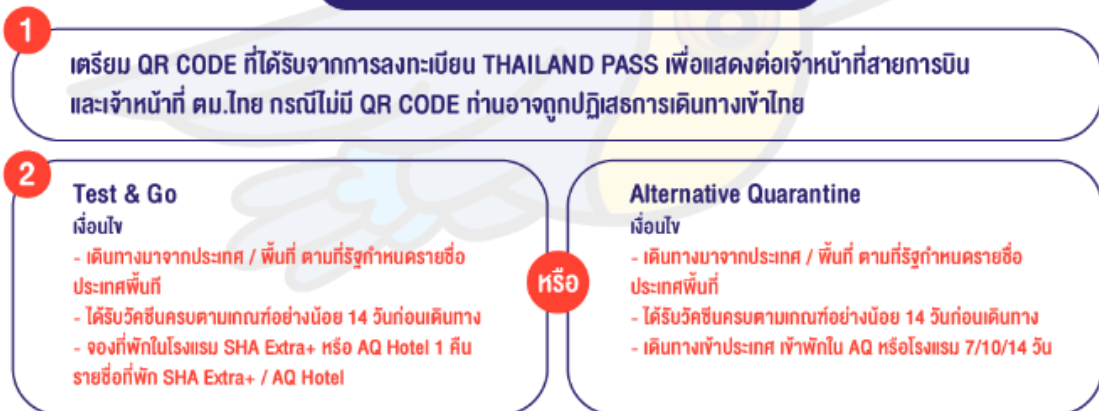 1
เตรียม QR CODE ที่ได้รับจากการลงทะเบียน THAILAND PASS เพื่อแสดงต่อเจ้าหน้าที่สายการบิน
และเจ้าหน้าที่ ตม.ไทย กรณีไม่มี QR CODE ท่านอาจถูกปฏิเสธการเดินทางเข้าไทย
2
Test & Go
เงื่อนไข
- เดินทางมาจากประเทศ / พื้นที่ ตามที่รัฐกำหนดรายชื่อ
ประเทศพื้นที่
- ได้รับวัคซีนครบตามเกณฑ์อย่างน้อย 14 วันก่อนเดินทาง
- จองที่พักในโรงแรม SHA Extra+ หรือ AQ Hotel 1 คืน
รายชื่อที่พัก SHA Extra+ / AQ Hotel
หรือ
Alternative Quarantine
เงื่อนไข
- เดินทางมาจากประเทศ / พื้นที่ ตามที่รัฐกำหนดรายชื่อ
ประเทศพื้นที่
- ได้รับวัคซีนครบตามเกณฑ์อย่างน้อย 14 วันก่อนเดินทาง
- เดินทางเข้าประเทศ เข้าพักใน AQ หรือโรงแรม 7/10/14 วัน